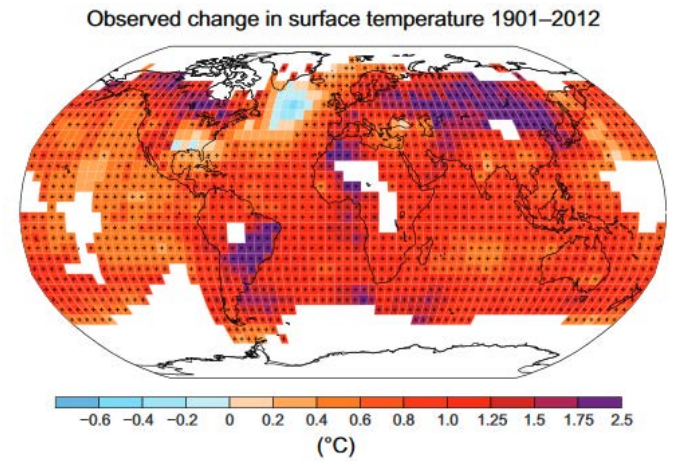 Observed change in surface temperature 1901–2012
−0.6 −0.4 −0.2 0 0.2 0.4 0.6 0.8 1.0 1.25 1.5 1.75 2.5
(°C)